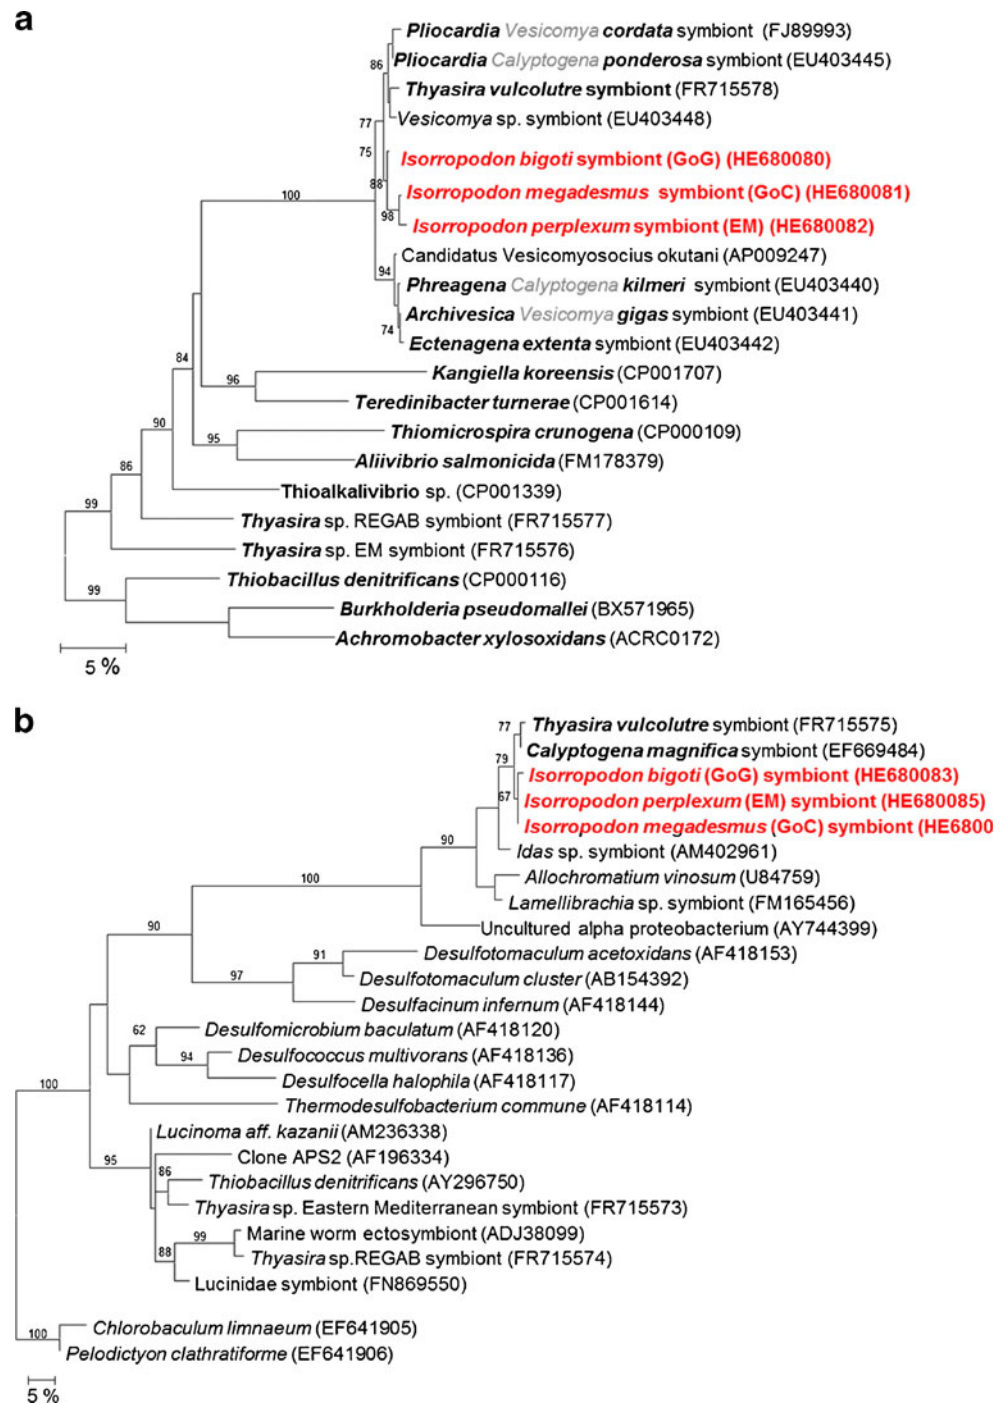 a
Pliocardia Vesicomya cordata symbiont (FJ89993)
86
Pliocardia Calyptogena ponderosa symbiont (EU403445)
Thyasira vulcolutre symbiont (FR715578)
77
Vesicomya sp. symbiont (EU403448)
75
Isorropodon bigoti symbiont (GoG) (HE680080)
88
100
Isorropodon megadesmus symbiont (GoC) (HE680081)
98
Isorropodon perplexum symbiont (EM) (HE680082)
Candidatus Vesicomyosocius okutani (AP009247)
94
Phreagena Calyptogena kilmeri symbiont (EU403440)
Archivesica Vesicomya gigas symbiont (EU403441)
74
Ectenagena extenta symbiont (EU403442)
84
Kangiella koreensis (CP001707)
96
Teredinibacter turnerae (CP001614)
90
Thiomicrospira crunogena (CP000109)
95
Aliivibrio salmonicida (FM178379)
86
Thioalkalivibrio sp. (CP001339)
99
Thyasira sp. REGAB symbiont (FR715577)
Thyasira sp. EM symbiont (FR715576)
Thiobacillus denitrificans (CP000116)
99
Burkholderia pseudomallei (BX571965)
Achromobacter xylosoxidans (ACRC0172)
5 %
b
77
Thyasira vulcolutre symbiont (FR715575)
Calyptogena magnifica symbiont (EF669484)
79
Isorropodon bigoti (GoG) symbiont (HE680083)
67
Isorropodon perplexum (EM) symbiont (HE680085)
Isorropodon megadesmus (GoC) symbiont (HE6800
90
Idas sp. symbiont (AM402961)
100
Allochromatium vinosum (U84759)
Lamellibrachia sp. symbiont (FM165456)
90
Uncultured alpha proteobacterium (AY744399)
91
Desulfotomaculum acetoxidans (AF418153)
97
Desulfotomaculum cluster (AB154392)
Desulfacinum infernum (AF418144)
62
Desulfomicrobium baculatum (AF418120)
94
Desulfococcus multivorans (AF418136)
100
Desulfocella halophila (AF418117)
Thermodesulfobacterium commune (AF418114)
Lucinoma aff. kazanii (AM236338)
95
Clone APS2 (AF196334)
86
Thiobacillus denitrificans (AY296750)
Thyasira sp. Eastern Mediterranean symbiont (FR715573)
99
Marine worm ectosymbiont (ADJ38099)
88
Thyasira sp.REGAB symbiont (FR715574)
Lucinidae symbiont (FN869550)
100
Chlorobaculum limnaeum (EF641905)
Pelodictyon clathratiforme (EF641906)
5 %